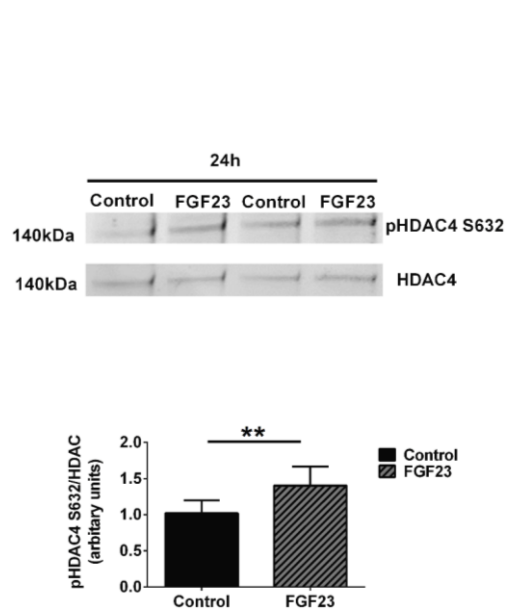 24h
Control FGF23 Control FGF23
140kDa pHDAC4 S632
140kDa HDAC4
pHDAC4 S632/HDAC
(arbitary units)
2.0
1.5
1.0
0.5
0.0
**
Control
FGF23
Control FGF23